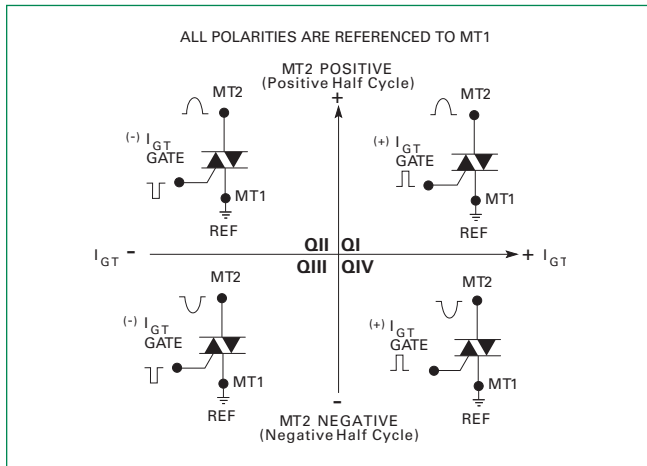 ALL POLARITIES ARE REFERENCED TO MT1
MT2 POSITIVE
(Positive Half Cycle)
+
MT2
(-) IGT
GATE
MT1
REF
MT2
(+) IGT
GATE
MT1
REF
QII QI
IGT -
+ IGT
QIII QIV
MT2
(-) IGT
GATE
MT1
REF
MT2
(+) IGT
GATE
MT1
REF
-
MT2 NEGATIVE
(Negative Half Cycle)